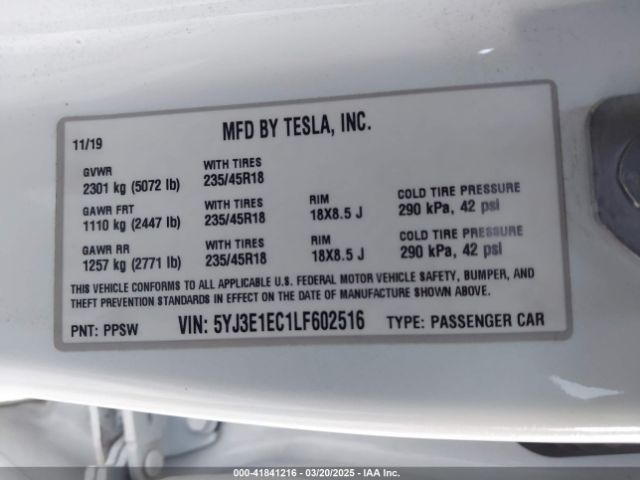 MFD BY TESLA, INC.
11/19
GVWR
2301 kg (5072 lb)
WITH TIRES
235/45R18
GAWR FRT
1110 kg (2447 lb)
WITH TIRES
235/45R18
RIM
18X8.5 J
COLD TIRE PRESSURE
290 kPa, 42 psi
GAWR RR
1257 kg (2771 lb)
WITH TIRES
235/45R18
RIM
18X8.5 J
COLD TIRE PRESSURE
290 kPa, 42 psi
THIS VEHICLE CONFORMS TO ALL APPLICABLE U.S. FEDERAL MOTOR VEHICLE SAFETY, BUMPER, AND
THEFT PREVENTION STANDARDS IN EFFECT ON THE DATE OF MANUFACTURE SHOWN ABOVE.
PNT: PPSW VIN: 5YJ3E1EC1LF602516 TYPE: PASSENGER CAR
000-41841216 - 03/20/2025 - IAA Inc.